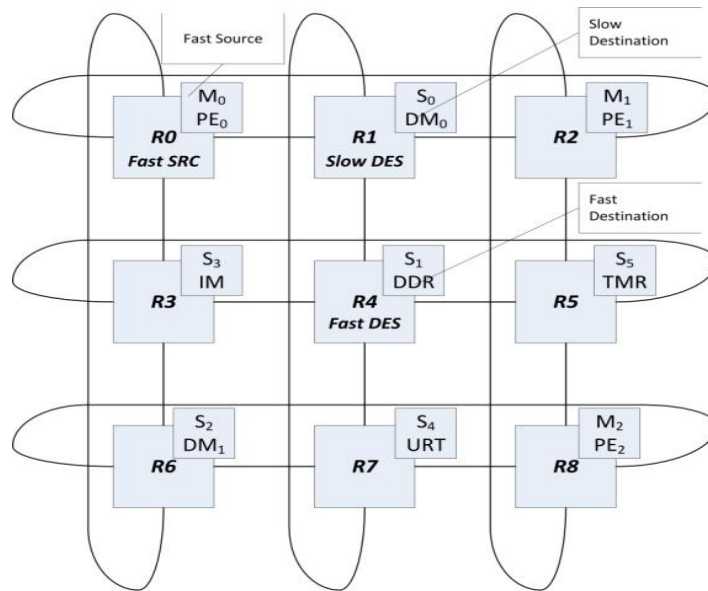 Fast Source
Slow
Destination
M₀
PE₀
R0
Fast SRC
S₀
DM₀
R1
Slow DES
M₁
PE₁
R2
Fast
Destination
S₃
IM
R3
S₁
DDR
R4
Fast DES
S₅
TMR
R5
S₂
DM₁
R6
S₄
URT
R7
M₂
PE₂
R8